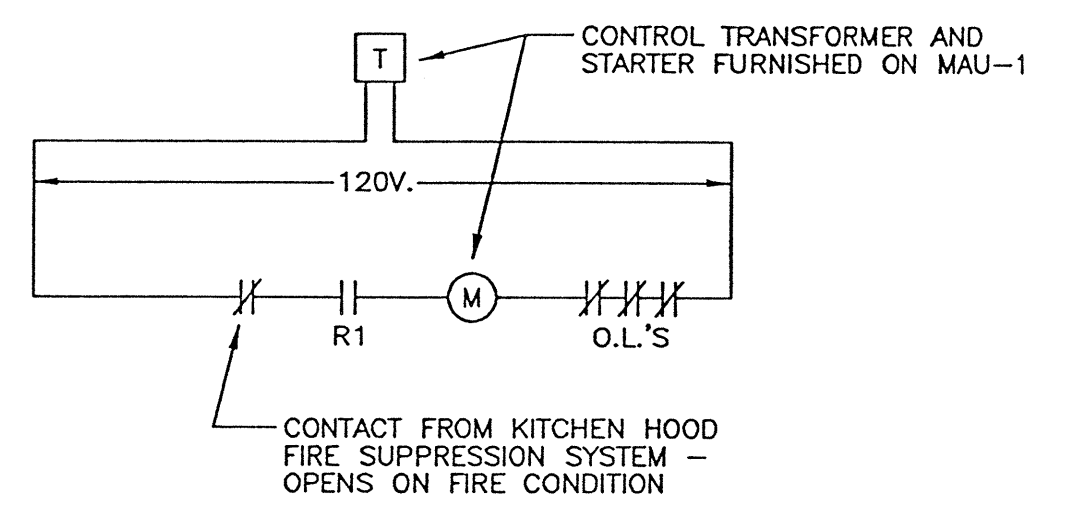 CONTROL TRANSFORMER AND
STARTER FURNISHED ON MAU-1
T
120V.
M
R1
O.L.'S
CONTACT FROM KITCHEN HOOD
FIRE SUPPRESSION SYSTEM -
OPENS ON FIRE CONDITION